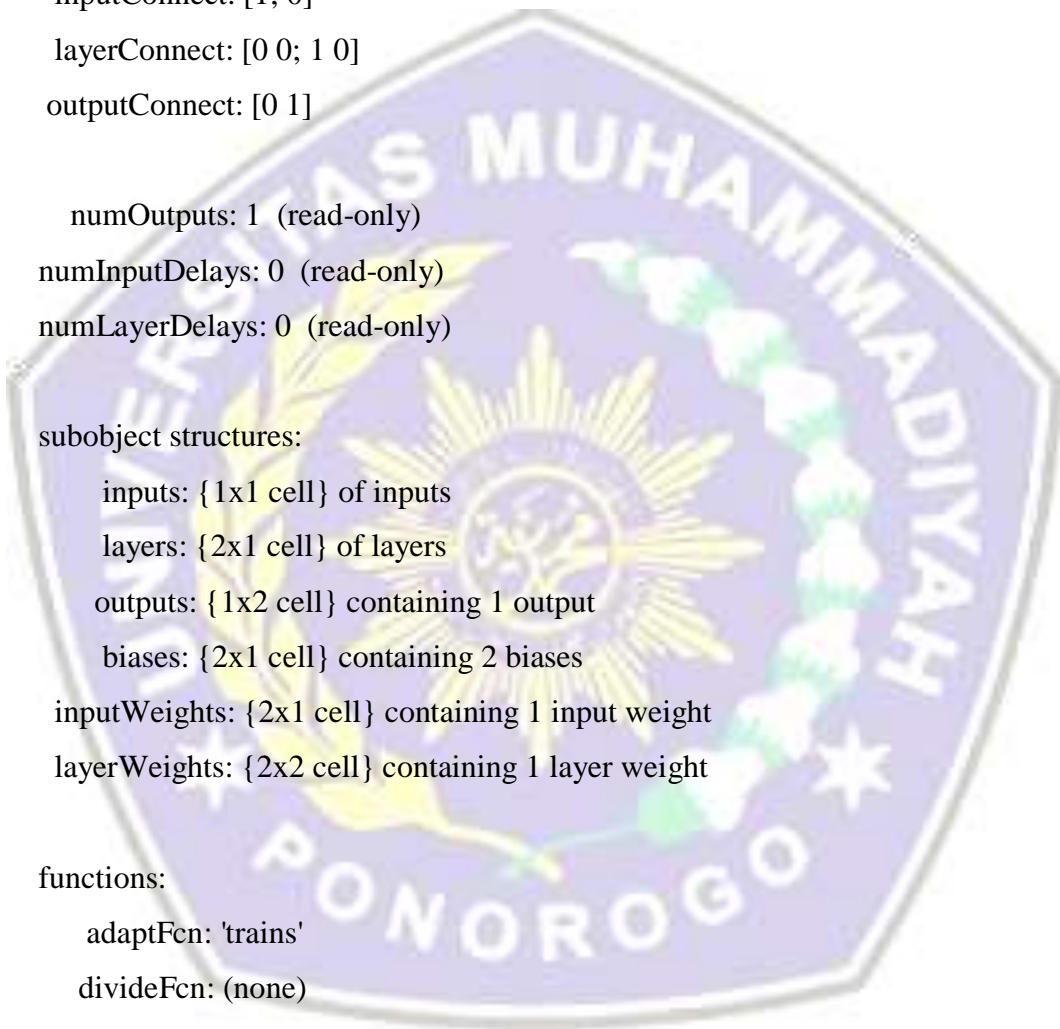 inputConnect: [1; 0]
layerConnect: [0 0; 1 0]
outputConnect: [0 1]
numOutputs: 1 (read-only)
numInputDelays: 0 (read-only)
numLayerDelays: 0 (read-only)
subobject structures:
inputs: {1x1 cell} of inputs
layers: {2x1 cell} of layers
outputs: {1x2 cell} containing 1 output
biases: {2x1 cell} containing 2 biases
inputWeights: {2x1 cell} containing 1 input weight
layerWeights: {2x2 cell} containing 1 layer weight
functions:
adaptFcn: 'trains'
divideFcn: (none)
UNIVERSITAS MUHAMMADIYAH
PONOROGO